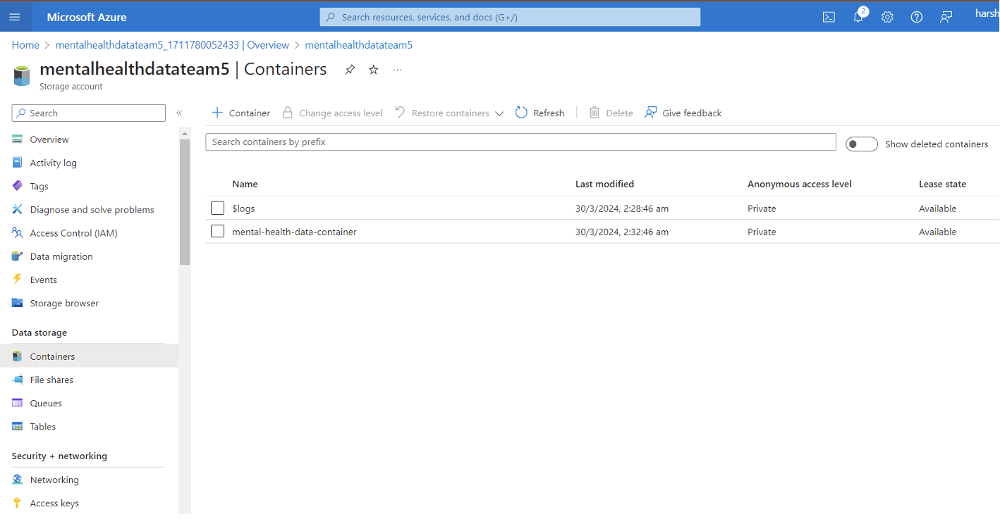 Microsoft Azure
Search resources, services, and docs (G+/)
2
harsh
Home > mentalhealthdatateam5_1711780052433 | Overview > mentalhealthdatateam5
mentalhealthdatateam5 | Containers
Storage account
Search
Container
Change access level
Restore containers
Refresh
Delete
Give feedback
Search containers by prefix
Show deleted containers
Overview
Activity log
Tags
Diagnose and solve problems
Access Control (IAM)
Data migration
Events
Storage browser
Data storage
Containers
File shares
Queues
Tables
Security + networking
Networking
Access keys
Name Last modified Anonymous access level Lease state
$logs 30/3/2024, 2:28:46 am Private Available
mental-health-data-container 30/3/2024, 2:32:46 am Private Available